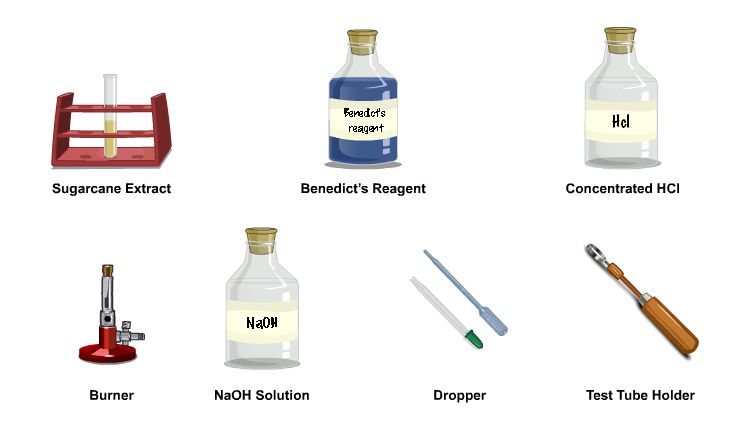 Benedict's
reagent
Hcl
Sugarcane Extract
Benedict's Reagent
Concentrated HCl
NaOH
Burner
NaOH Solution
Dropper
Test Tube Holder